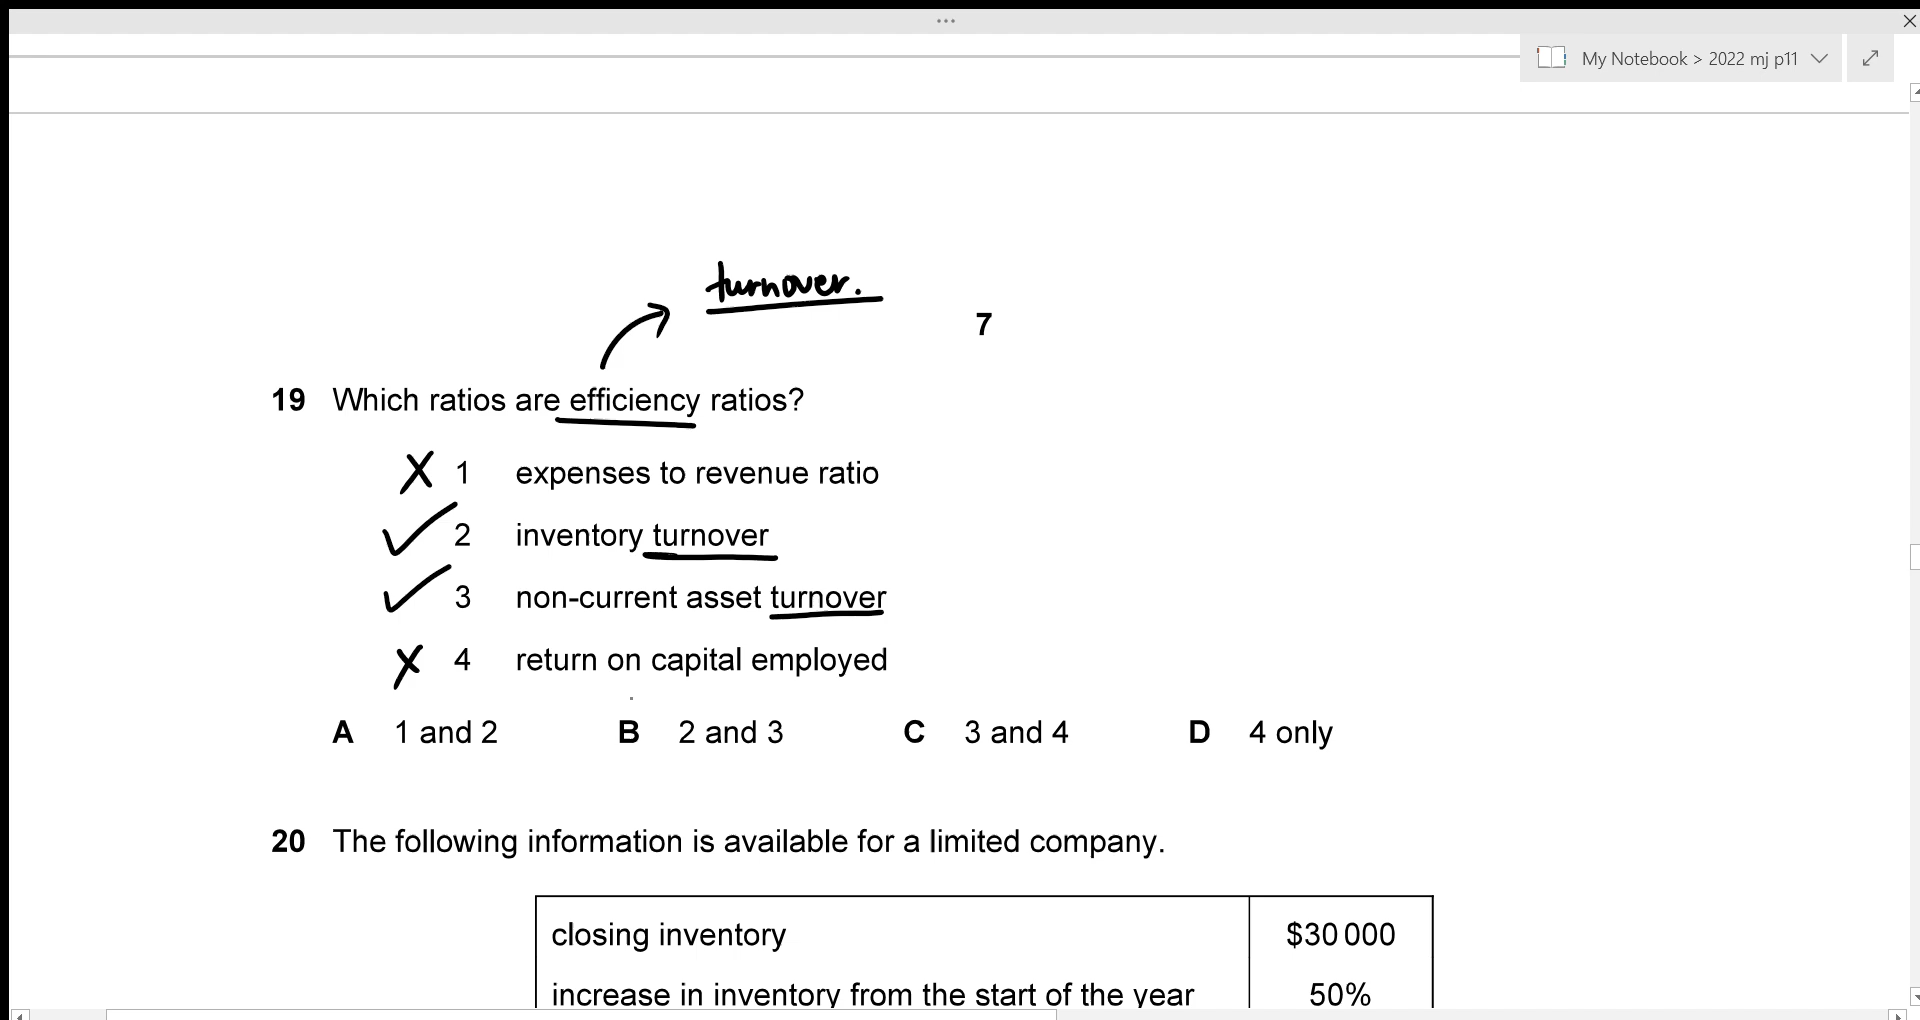 My Notebook > 2022 mj p11
turnover.
7
19 Which ratios are efficiency ratios?
X 1 expenses to revenue ratio
✓ 2 inventory turnover
✓ 3 non-current asset turnover
X 4 return on capital employed
A 1 and 2 B 2 and 3 C 3 and 4 D 4 only
20 The following information is available for a limited company.
closing inventory $30 000
increase in inventory from the start of the year 50%